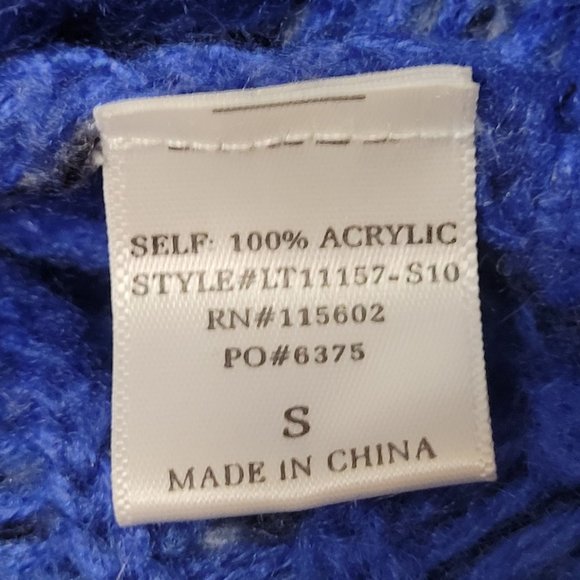 SELF: 100% ACRYLIC
STYLE#LT11157-S10
RN#115602
PO#6375
S
MADE IN CHINA